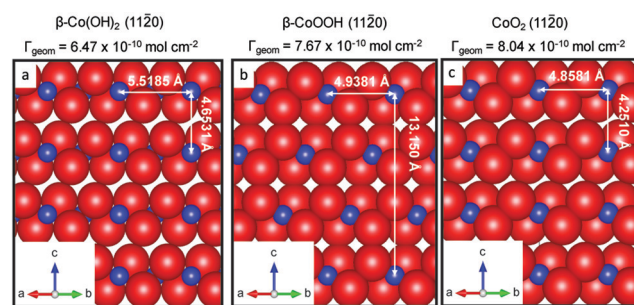 β-Co(OH)₂ (112̄0)
Γgeom = 6.47 x 10⁻¹⁰ mol cm⁻²
a
5.5185 Å
4.6531 Å
c
a
b
β-CoOOH (112̄0)
Γgeom = 7.67 x 10⁻¹⁰ mol cm⁻²
b
4.9381 Å
13.150 Å
c
a
b
CoO₂ (112̄0)
Γgeom = 8.04 x 10⁻¹⁰ mol cm⁻²
c
4.8581 Å
4.2510 Å
c
a
b